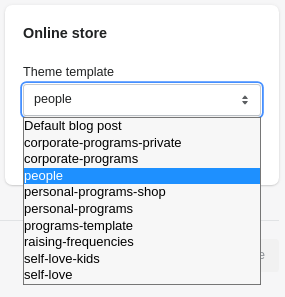 Online store
Theme template
people
Default blog post
corporate-programs-private
corporate-programs
people
personal-programs-shop
personal-programs
programs-template
raising-frequencies
self-love-kids
self-love